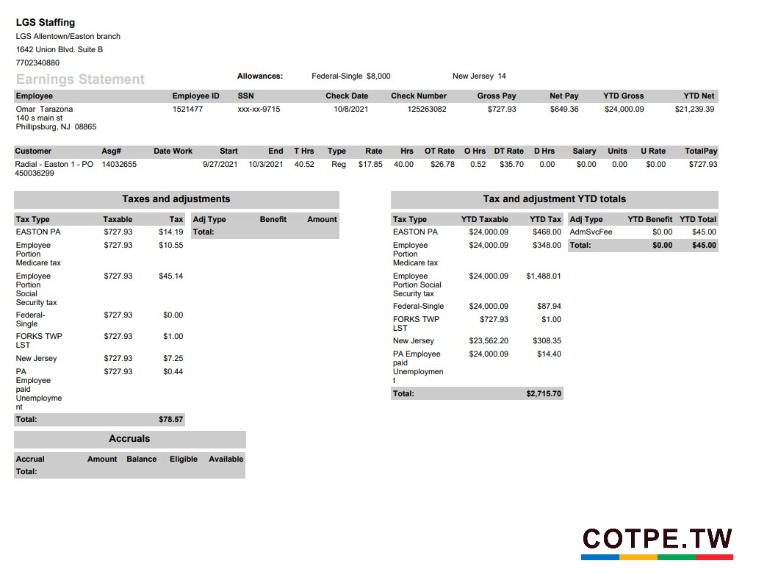 LGS Staffing
LGS Allentown/Easton branch
1642 Union Blvd. Suite B
7702340880
Earnings Statement
Allowances: Federal-Single $8,000 New Jersey 14
Employee Employee ID SSN Check Date Check Number Gross Pay Net Pay YTD Gross YTD Net
Omar Tarazona 1521477 xxx-xx-9715 10/8/2021 125263082 $727.93 $649.36 $24,000.09 $21,239.39
140 s main st
Phillipsburg, NJ 08865
Customer Asg# Date Work Start End T Hrs Type Rate Hrs OT Rate O Hrs DT Rate D Hrs Salary Units U Rate TotalPay
Radial - Easton 1 - PO 14032655 9/27/2021 10/3/2021 40.52 Reg $17.85 40.00 $26.78 0.52 $35.70 0.00 $0.00 0.00 $0.00 $727.93
450036299
Taxes and adjustments
Tax Type Taxable Tax Adj Type Benefit Amount
EASTON PA $727.93 $14.19 Total:
Employee $727.93 $10.55
Portion
Medicare tax
Employee $727.93 $45.14
Portion
Social
Security tax
Federal- $727.93 $0.00
Single
FORKS TWP $727.93 $1.00
LST
New Jersey $727.93 $7.25
PA $727.93 $0.44
Employee
paid
Unemployme
nt
Total: $78.57
Tax and adjustment YTD totals
Tax Type YTD Taxable YTD Tax Adj Type YTD Benefit YTD Total
EASTON PA $24,000.09 $468.00 AdmSvcFee $0.00 $45.00
Employee $24,000.09 $348.00 Total: $0.00 $45.00
Portion
Medicare tax
Employee $24,000.09 $1,488.01
Portion Social
Security tax
Federal-Single $24,000.09 $87.94
FORKS TWP $727.93 $1.00
LST
New Jersey $23,562.20 $308.35
PA Employee $24,000.09 $14.40
paid
Unemploymen
t
Total: $2,715.70
Accruals
Accrual Amount Balance Eligible Available
Total:
COTPE.TW